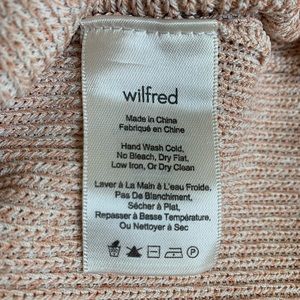 wilfred
Made in China
Fabriqué en Chine
Hand Wash Cold,
No Bleach, Dry Flat,
Low Iron, Or Dry Clean
Laver à La Main à L'eau Froide,
Pas De Blanchiment,
Sécher à Plat,
Repasser à Basse Température,
Ou Nettoyer à Sec
P